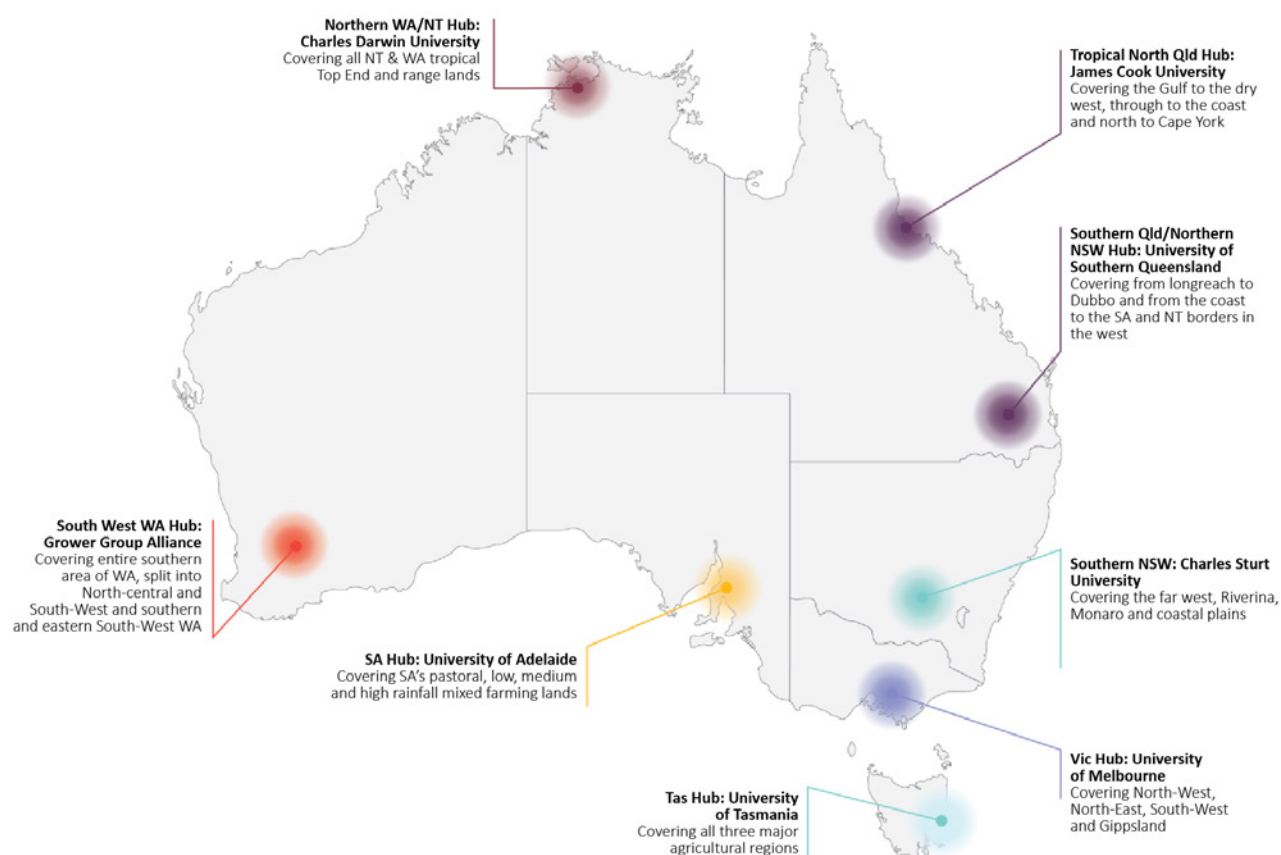 Northern WA/NT Hub:
Charles Darwin University
Covering all NT & WA tropical
Top End and range lands
Tropical North Qld Hub:
James Cook University
Covering the Gulf to the dry
west, through to the coast
and north to Cape York
Southern Qld/Northern
NSW Hub: University of
Southern Queensland
Covering from longreach to
Dubbo and from the coast
to the SA and NT borders in
the west
South West WA Hub:
Grower Group Alliance
Covering entire southern
area of WA, split into
North-central and
South-West and southern
and eastern South-West WA
Southern NSW: Charles Sturt
University
Covering the far west, Riverina,
Monaro and coastal plains
SA Hub: University of Adelaide
Covering SA's pastoral, low, medium
and high rainfall mixed farming lands
Vic Hub: University
of Melbourne
Covering North-West,
North-East, South-West
and Gippsland
Tas Hub: University
of Tasmania
Covering all three major
agricultural regions